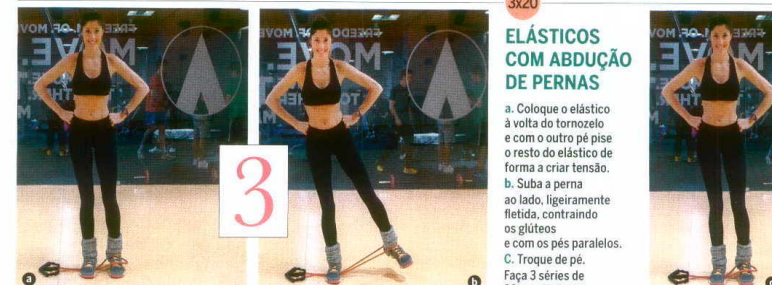 3x20
ELÁSTICOS
COM ABDUÇÃO
DE PERNAS
a. Coloque o elástico
à volta do tornozelo
e com o outro pé pise
o resto do elástico de
forma a criar tensão.
b. Suba a perna
ao lado, ligeiramente
fletida, contraindo
os glúteos
e com os pés paralelos.
C. Troque de pé.
Faça 3 séries de
3
a
b